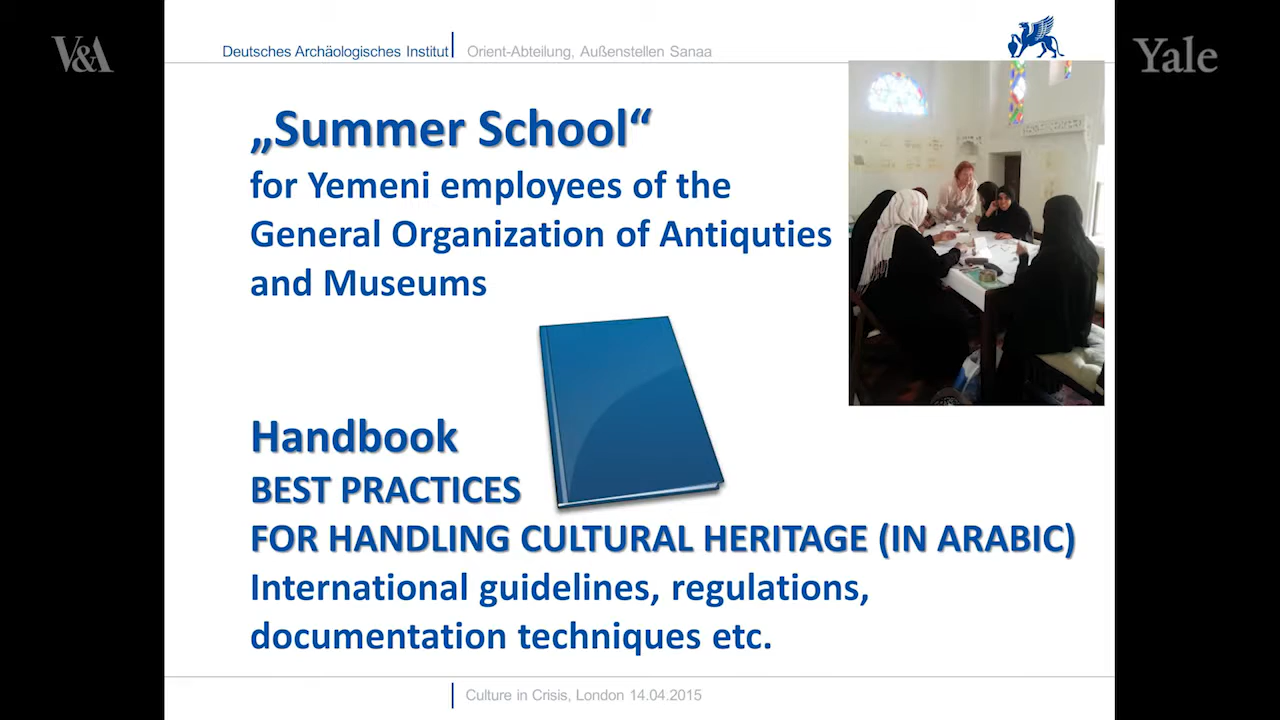 V&A
Deutsches Archäologisches Institut
Orient-Abteilung, Außenstellen Sanaa
Yale
„Summer School“
for Yemeni employees of the
General Organization of Antiquties
and Museums
Handbook
BEST PRACTICES
FOR HANDLING CULTURAL HERITAGE (IN ARABIC)
International guidelines, regulations,
documentation techniques etc.
Culture in Crisis, London 14.04.2015